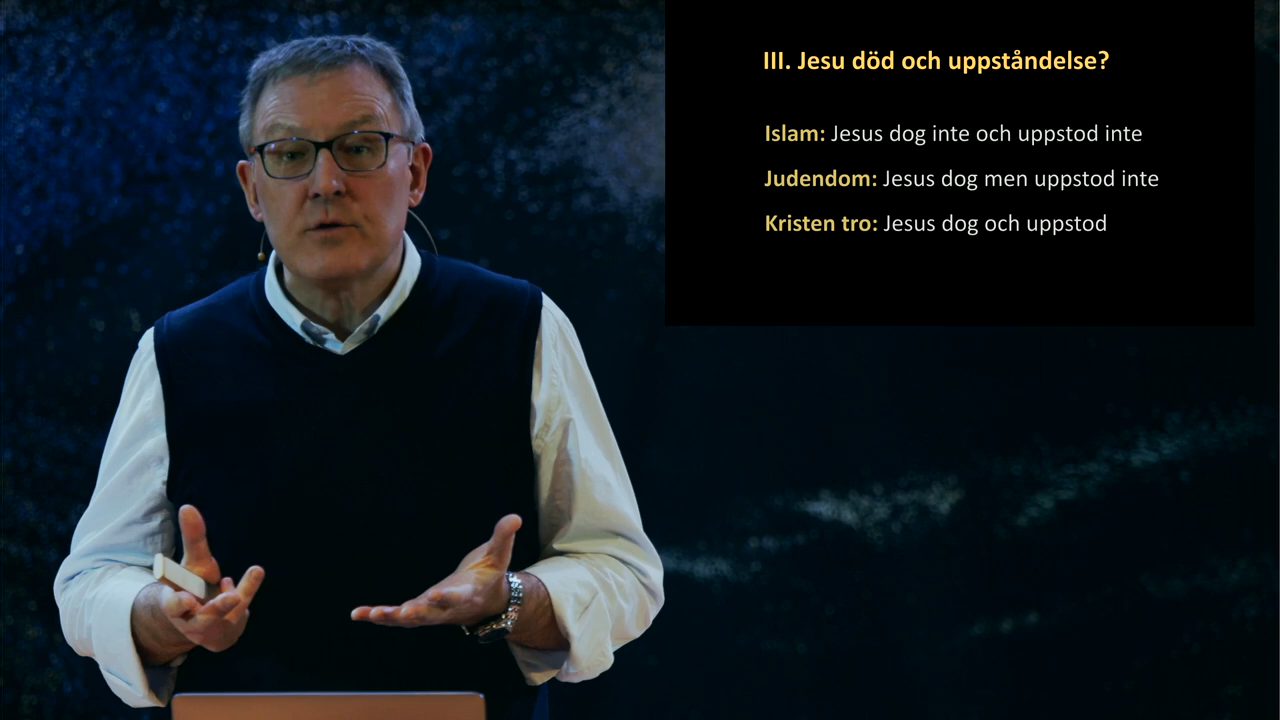 III. Jesu död och uppståndelse?
Islam: Jesus dog inte och uppstod inte
Judendom: Jesus dog men uppstod inte
Kristen tro: Jesus dog och uppstod